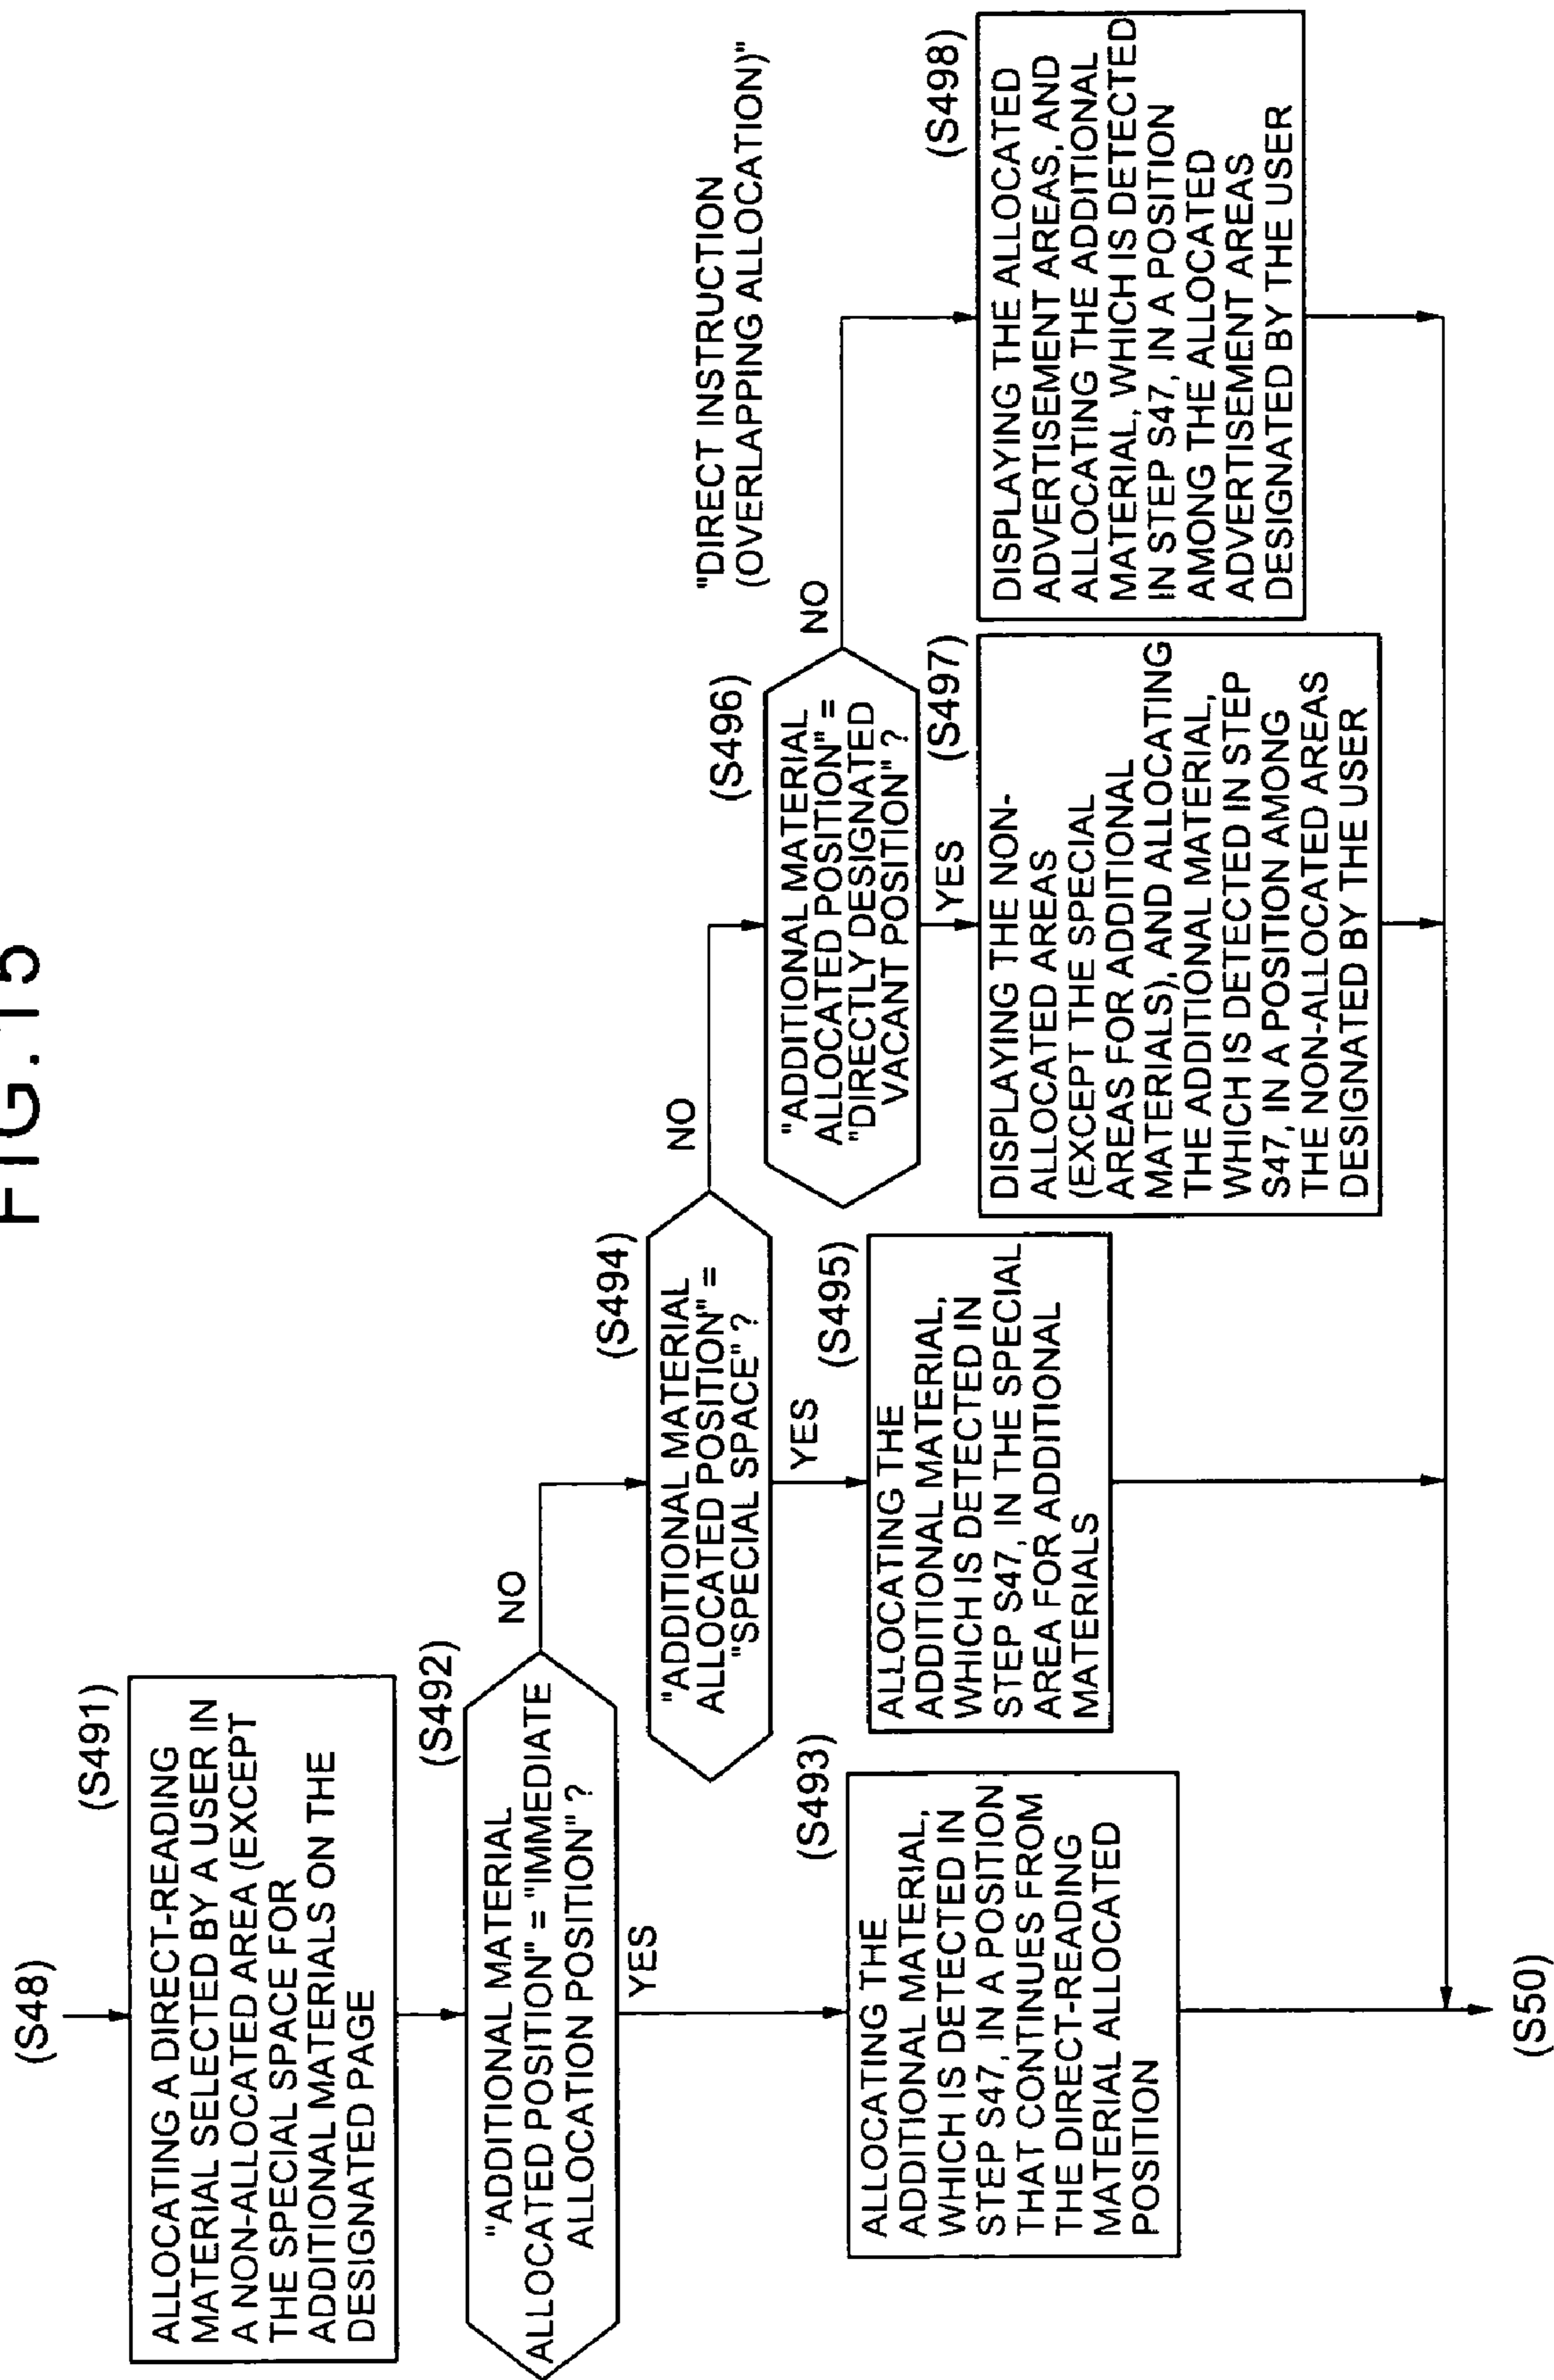 FIG.15
(S48)
(S491)
ALLOCATING A DIRECT-READING
MATERIAL SELECTED BY A USER IN
A NON-ALLOCATED AREA (EXCEPT
THE SPECIAL SPACE FOR
ADDITIONAL MATERIALS ON THE
DESIGNATED PAGE
(S492)
"ADDITIONAL MATERIAL
ALLOCATED POSITION" = "IMMEDIATE
ALLOCATION POSITION" ?
NO
YES
(S493)
ALLOCATING THE
ADDITIONAL MATERIAL,
WHICH IS DETECTED IN
STEP S47, IN A POSITION
THAT CONTINUES FROM
THE DIRECT-READING
MATERIAL ALLOCATED
POSITION
(S494)
"ADDITIONAL MATERIAL
ALLOCATED POSITION" =
"SPECIAL SPACE" ?
NO
YES
(S495)
ALLOCATING THE
ADDITIONAL MATERIAL,
WHICH IS DETECTED IN
STEP S47, IN THE SPECIAL
AREA FOR ADDITIONAL
MATERIALS
(S496)
"ADDITIONAL MATERIAL
ALLOCATED POSITION" =
"DIRECTLY DESIGNATED
VACANT POSITION" ?
NO
YES
(S497)
DISPLAYING THE NON-
ALLOCATED AREAS
(EXCEPT THE SPECIAL
AREAS FOR ADDITIONAL
MATERIALS), AND ALLOCATING
THE ADDITIONAL MATERIAL,
WHICH IS DETECTED IN STEP
S47, IN A POSITION AMONG
THE NON-ALLOCATED AREAS
DESIGNATED BY THE USER
"DIRECT INSTRUCTION
(OVERLAPPING ALLOCATION)"
(S498)
DISPLAYING THE ALLOCATED
ADVERTISEMENT AREAS, AND
ALLOCATING THE ADDITIONAL
MATERIAL, WHICH IS DETECTED
IN STEP S47, IN A POSITION
AMONG THE ALLOCATED
ADVERTISEMENT AREAS
DESIGNATED BY THE USER
(S50)